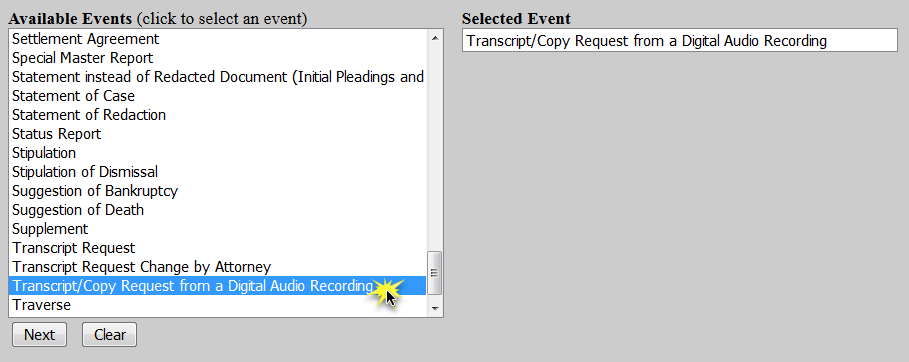 Available Events (click to select an event)
Settlement Agreement
Special Master Report
Statement instead of Redacted Document (Initial Pleadings and
Statement of Case
Statement of Redaction
Status Report
Stipulation
Stipulation of Dismissal
Suggestion of Bankruptcy
Suggestion of Death
Supplement
Transcript Request
Transcript Request Change by Attorney
Transcript/Copy Request from a Digital Audio Recording
Traverse
Next Clear
Selected Event
Transcript/Copy Request from a Digital Audio Recording